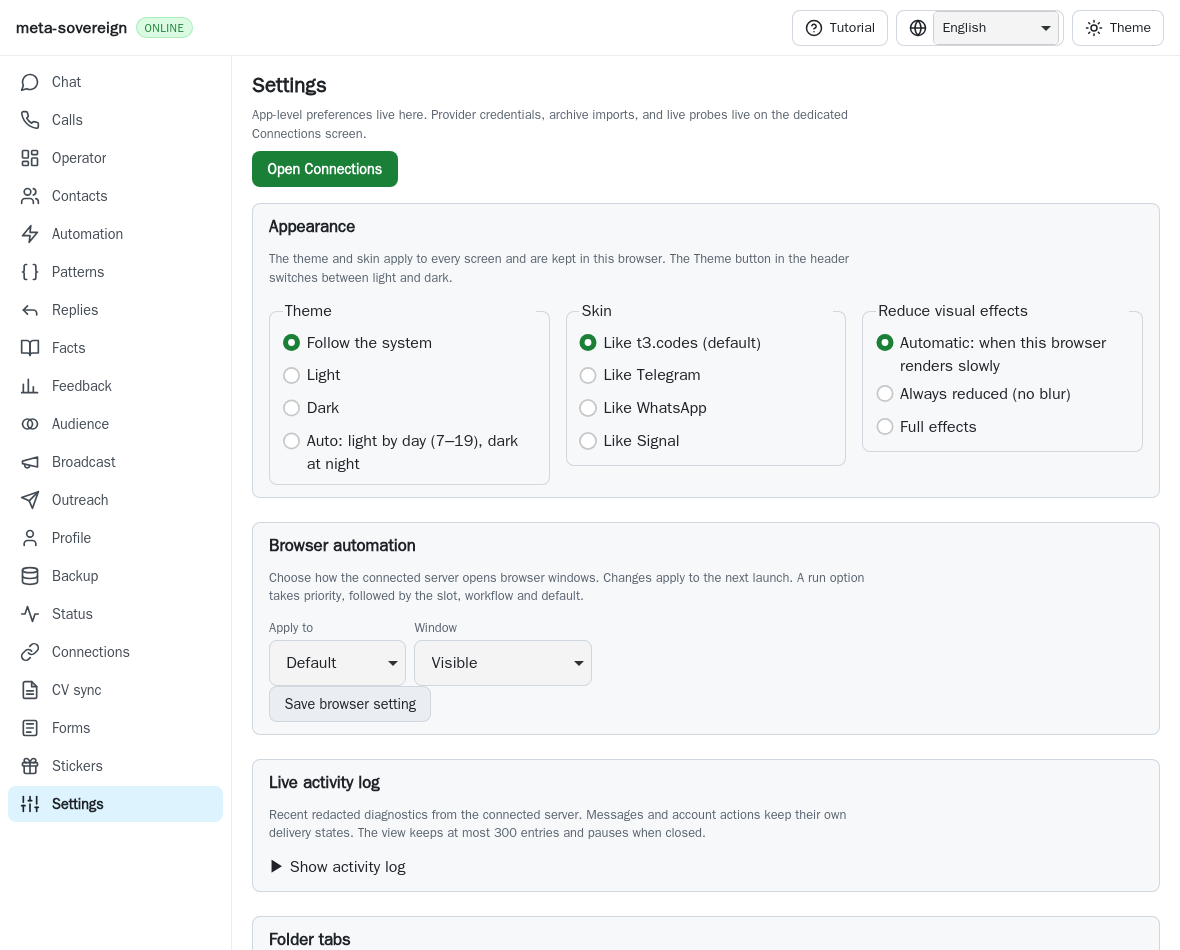 meta-sovereign ONLINE
Tutorial English Theme
Chat
Calls
Operator
Contacts
Automation
Patterns
Replies
Facts
Feedback
Audience
Broadcast
Outreach
Profile
Backup
Status
Connections
CV sync
Forms
Stickers
Settings
Settings
App-level preferences live here. Provider credentials, archive imports, and live probes live on the dedicated
Connections screen.
Open Connections
Appearance
The theme and skin apply to every screen and are kept in this browser. The Theme button in the header
switches between light and dark.
Theme
Follow the system
Light
Dark
Auto: light by day (7–19), dark
at night
Skin
Like t3.codes (default)
Like Telegram
Like WhatsApp
Like Signal
Reduce visual effects
Automatic: when this browser
renders slowly
Always reduced (no blur)
Full effects
Browser automation
Choose how the connected server opens browser windows. Changes apply to the next launch. A run option
takes priority, followed by the slot, workflow and default.
Apply to Window
Default Visible
Save browser setting
Live activity log
Recent redacted diagnostics from the connected server. Messages and account actions keep their own
delivery states. The view keeps at most 300 entries and pauses when closed.
Show activity log
Folder tabs